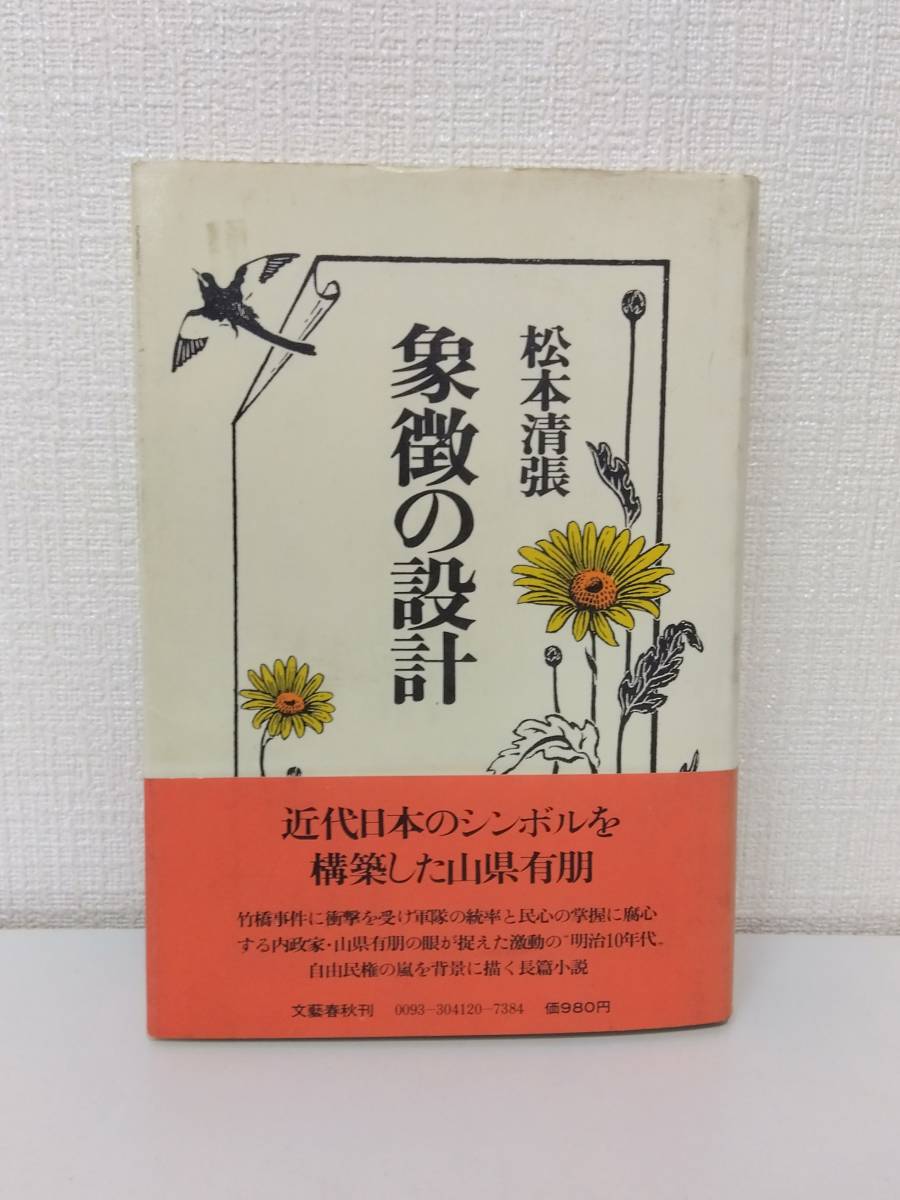 松本清張
象徴の設計
近代日本のシンボルを
構築した山県有朋
竹橋事件に衝撃を受け軍隊の統率と民心の掌握に腐心
する内政家・山県有朋の眼が捉えた激動の〝明治10年代〟
自由民権の嵐を背景に描く長篇小説
文藝春秋刊 0093-304120-7384 価980円